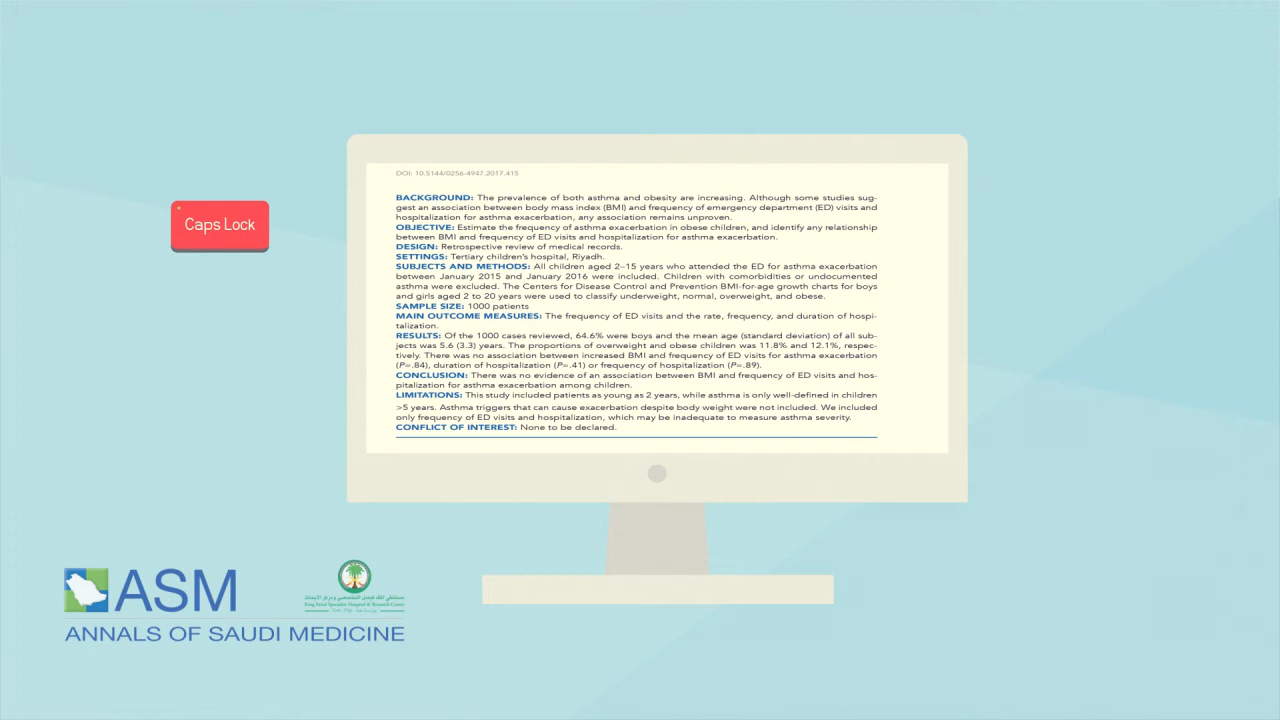 DOI: 10.5144/0256-4947.2017.415
BACKGROUND: The prevalence of both asthma and obesity are increasing. Although some studies sug-
gest an association between body mass index (BMI) and frequency of emergency department (ED) visits and
hospitalization for asthma exacerbation, any association remains unproven.
OBJECTIVE: Estimate the frequency of asthma exacerbation in obese children, and identify any relationship
between BMI and frequency of ED visits and hospitalization for asthma exacerbation.
DESIGN: Retrospective review of medical records.
SETTINGS: Tertiary children's hospital, Riyadh.
SUBJECTS AND METHODS: All children aged 2–15 years who attended the ED for asthma exacerbation
between January 2015 and January 2016 were included. Children with comorbidities or undocumented
asthma were excluded. The Centers for Disease Control and Prevention BMI-for-age growth charts for boys
and girls aged 2 to 20 years were used to classify underweight, normal, overweight, and obese.
SAMPLE SIZE: 1000 patients
MAIN OUTCOME MEASURES: The frequency of ED visits and the rate, frequency, and duration of hospi-
talization.
RESULTS: Of the 1000 cases reviewed, 64.6% were boys and the mean age (standard deviation) of all sub-
jects was 5.6 (3.3) years. The proportions of overweight and obese children was 11.8% and 12.1%, respec-
tively. There was no association between increased BMI and frequency of ED visits for asthma exacerbation
(P=.84), duration of hospitalization (P=.41) or frequency of hospitalization (P=.89).
CONCLUSION: There was no evidence of an association between BMI and frequency of ED visits and hos-
pitalization for asthma exacerbation among children.
LIMITATIONS: This study included patients as young as 2 years, while asthma is only well-defined in children
>5 years. Asthma triggers that can cause exacerbation despite body weight were not included. We included
only frequency of ED visits and hospitalization, which may be inadequate to measure asthma severity.
CONFLICT OF INTEREST: None to be declared.
Caps Lock
ASM
King Faisal Specialist Hospital & Research Centre
ANNALS OF SAUDI MEDICINE